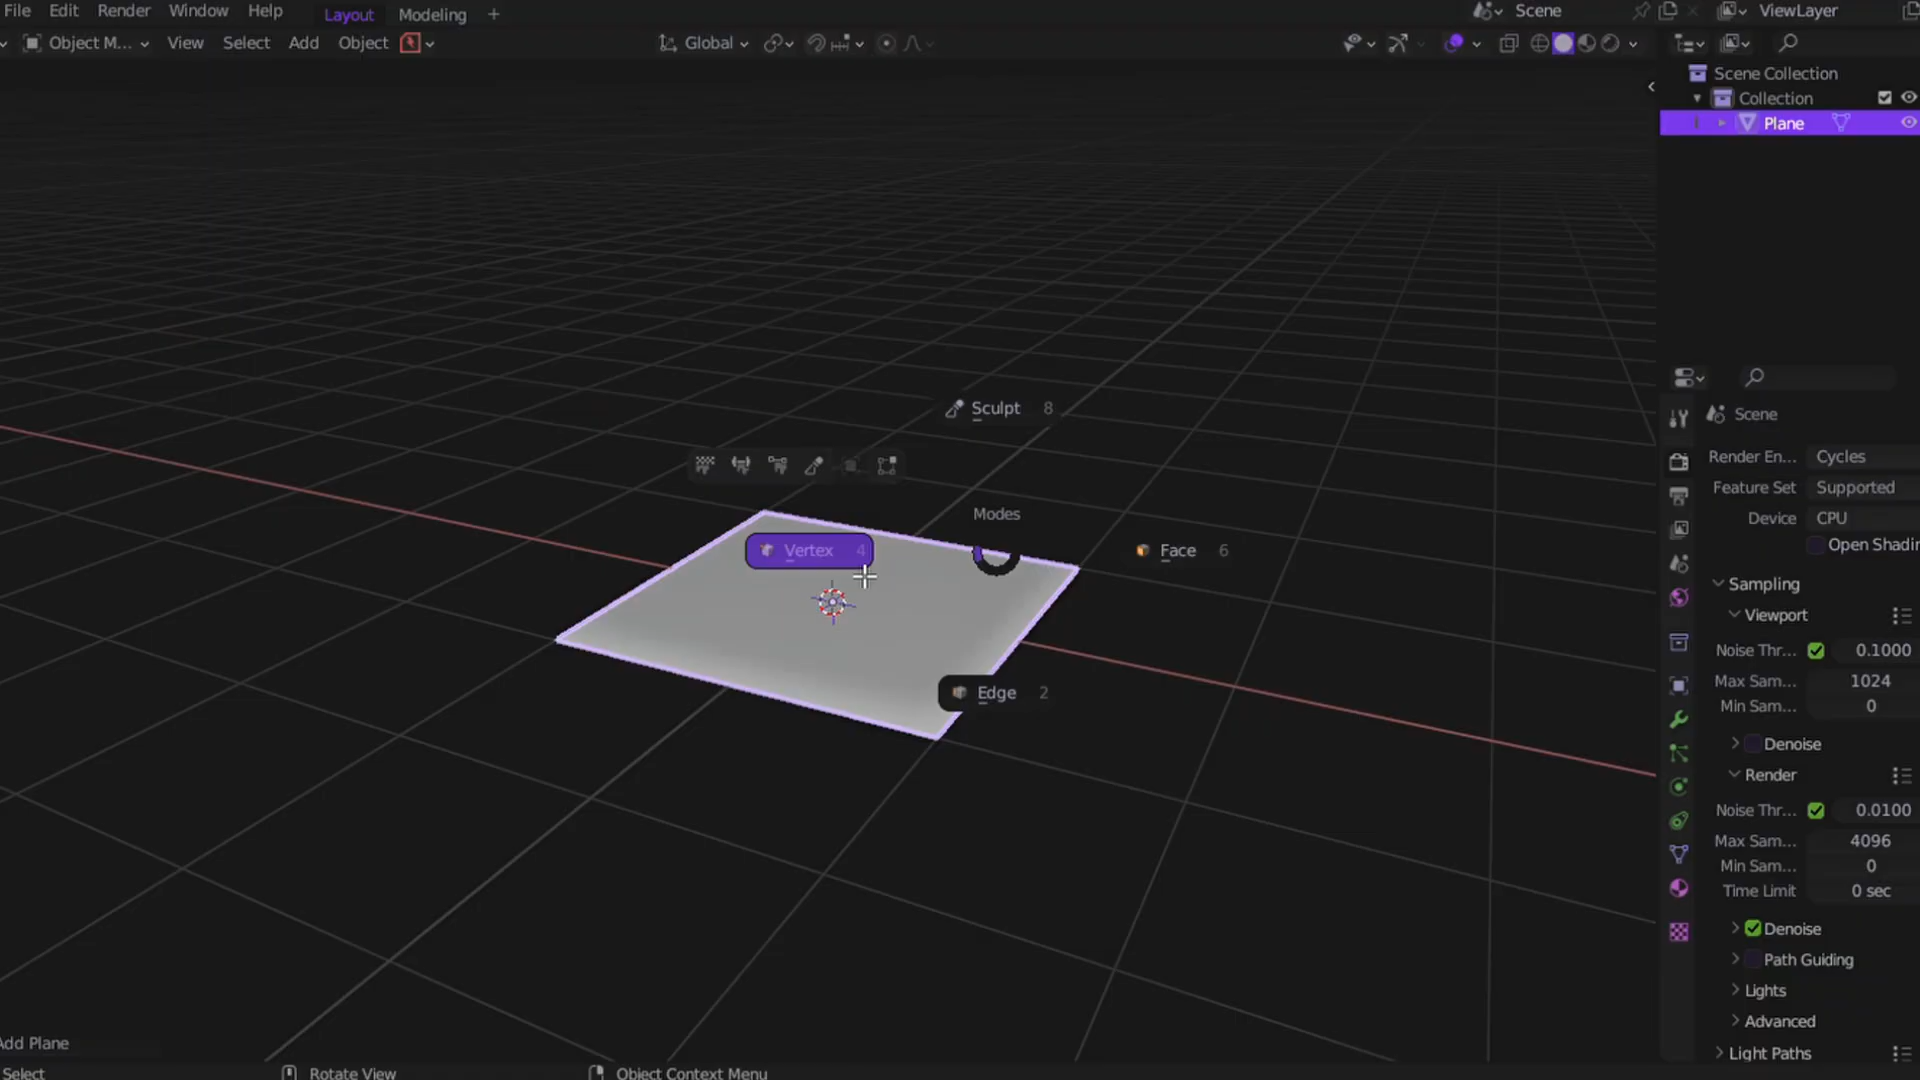 File Edit Render Window Help Layout Modeling + Scene ViewLayer
Object M... View Select Add Object Global
Scene Collection
Collection
Plane
Sculpt 8
Modes
Vertex 4
Face 6
Edge 2
Scene
Render En... Cycles
Feature Set Supported
Device CPU
Open Shadin
Sampling
Viewport
Noise Thr... 0.1000
Max Sam... 1024
Min Sam... 0
Denoise
Render
Noise Thr... 0.0100
Max Sam... 4096
Min Sam... 0
Time Limit 0 sec
Denoise
Path Guiding
Lights
Advanced
Light Paths
Add Plane
Select Rotate View Object Context Menu